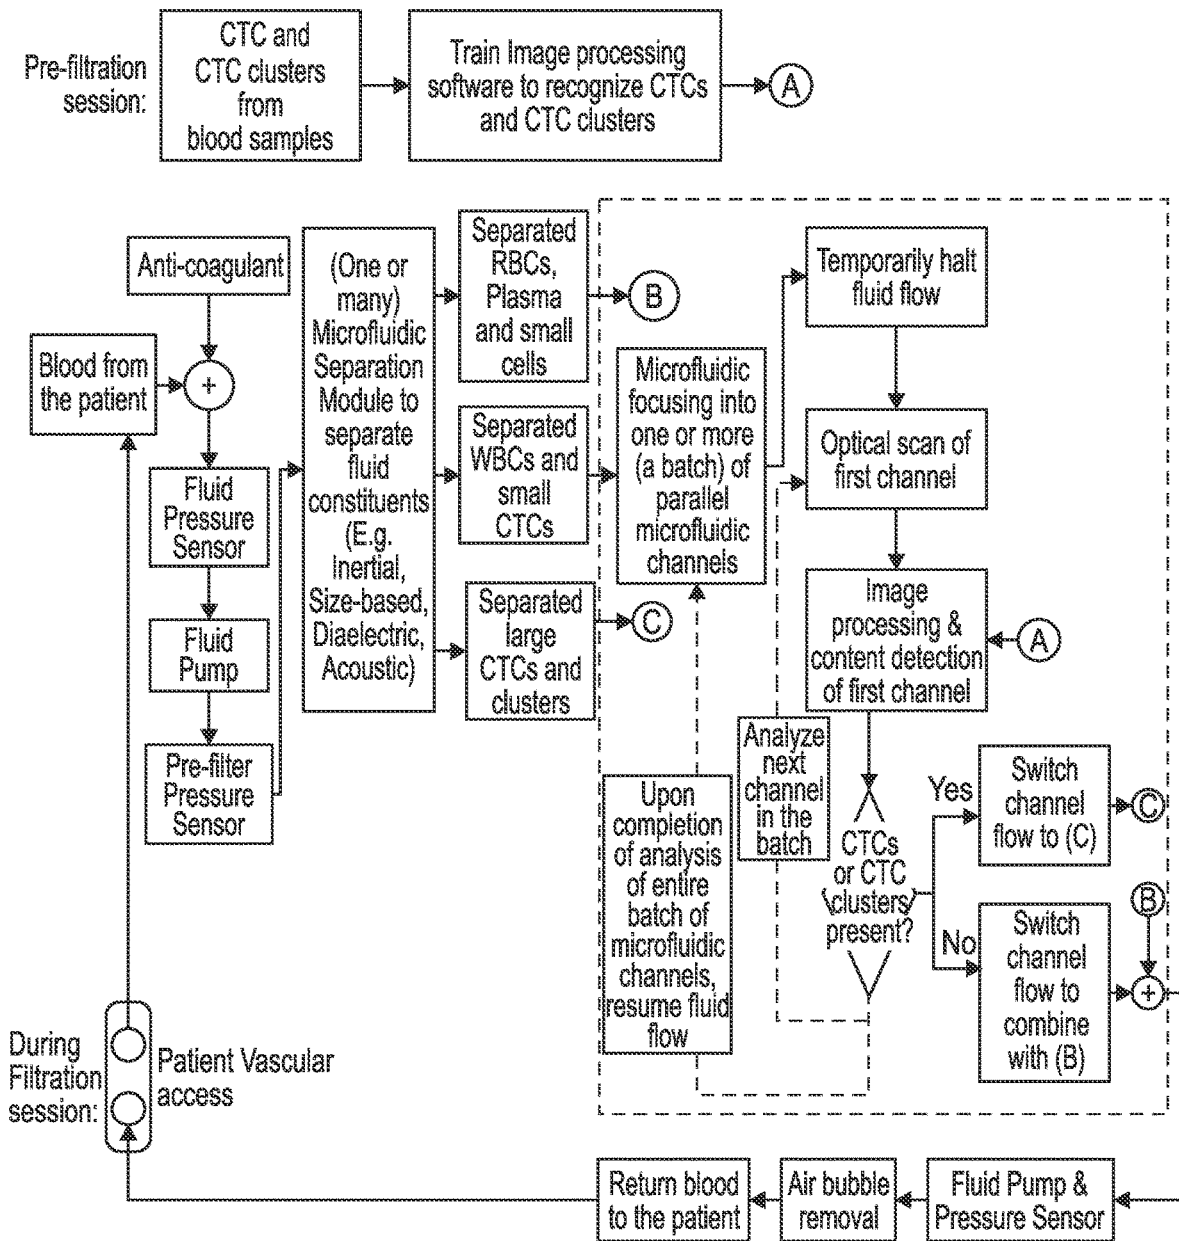 Pre-filtration
session:
CTC and
CTC clusters
from
blood samples
Train Image processing
software to recognize CTCs
and CTC clusters
A
Anti-coagulant
Blood from
the patient
+
Fluid
Pressure
Sensor
Fluid
Pump
Pre-filter
Pressure
Sensor
(One or
many)
Microfluidic
Separation
Module to
separate
fluid
constituents
(E.g.
Inertial,
Size-based,
Diaelectric,
Acoustic)
Separated
RBCs,
Plasma
and small
cells
B
Separated
WBCs and
small
CTCs
Separated
large
CTCs and
clusters
C
Microfluidic
focusing into
one or more
(a batch) of
parallel
microfluidic
channels
Temporarily halt
fluid flow
Optical scan of
first channel
Image
processing &
content detection
of first channel
A
Analyze
next
channel
in the
batch
Upon
completion
of analysis
of entire
batch of
microfluidic
channels,
resume fluid
flow
CTCs
or CTC
clusters
present?
Yes
Switch
channel
flow to (C)
C
No
Switch
channel
flow to
combine
with (B)
B
+
During
Filtration
session:
Patient Vascular
access
Return blood
to the patient
Air bubble
removal
Fluid Pump &
Pressure Sensor